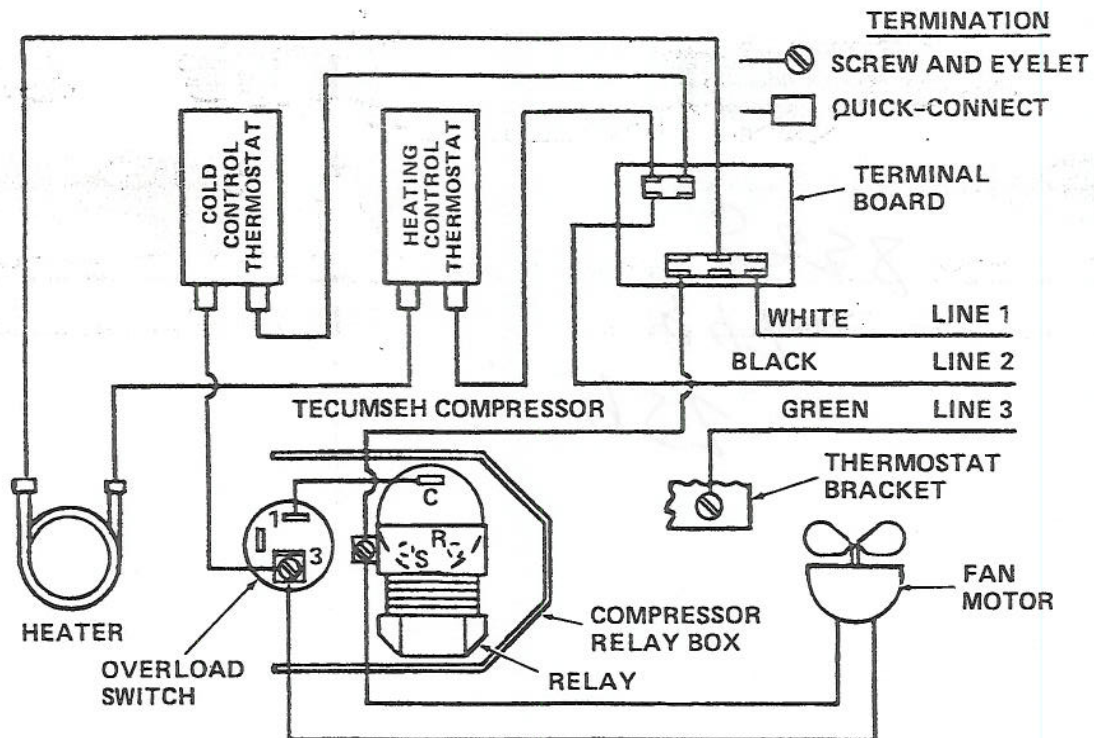 TERMINATION
SCREW AND EYELET
QUICK-CONNECT
COLD
CONTROL
THERMOSTAT
HEATING
CONTROL
THERMOSTAT
TERMINAL
BOARD
WHITE LINE 1
BLACK LINE 2
TECUMSEH COMPRESSOR
GREEN LINE 3
THERMOSTAT
BRACKET
C
1
R
S
3
FAN
MOTOR
HEATER
COMPRESSOR
RELAY BOX
OVERLOAD
SWITCH
RELAY